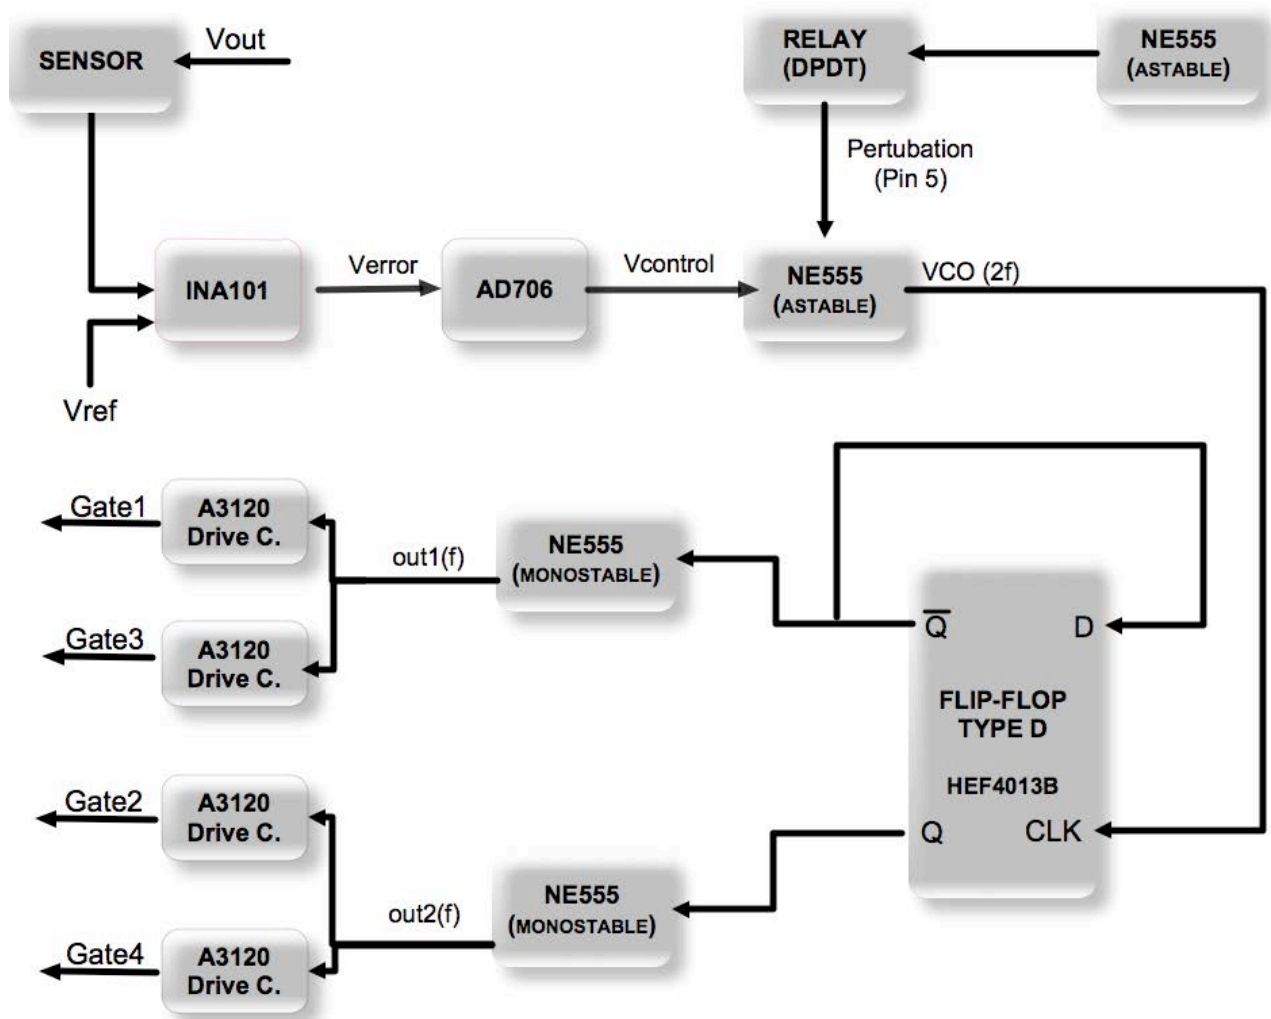 SENSOR
Vout
RELAY
(DPDT)
NE555
(ASTABLE)
Pertubation
(Pin 5)
INA101
Verror
AD706
Vcontrol
NE555
(ASTABLE)
VCO (2f)
Vref
Gate1
A3120
Drive C.
out1(f)
NE555
(MONOSTABLE)
Gate3
A3120
Drive C.
Q
D
FLIP-FLOP
TYPE D
HEF4013B
Q
CLK
Gate2
A3120
Drive C.
out2(f)
NE555
(MONOSTABLE)
Gate4
A3120
Drive C.